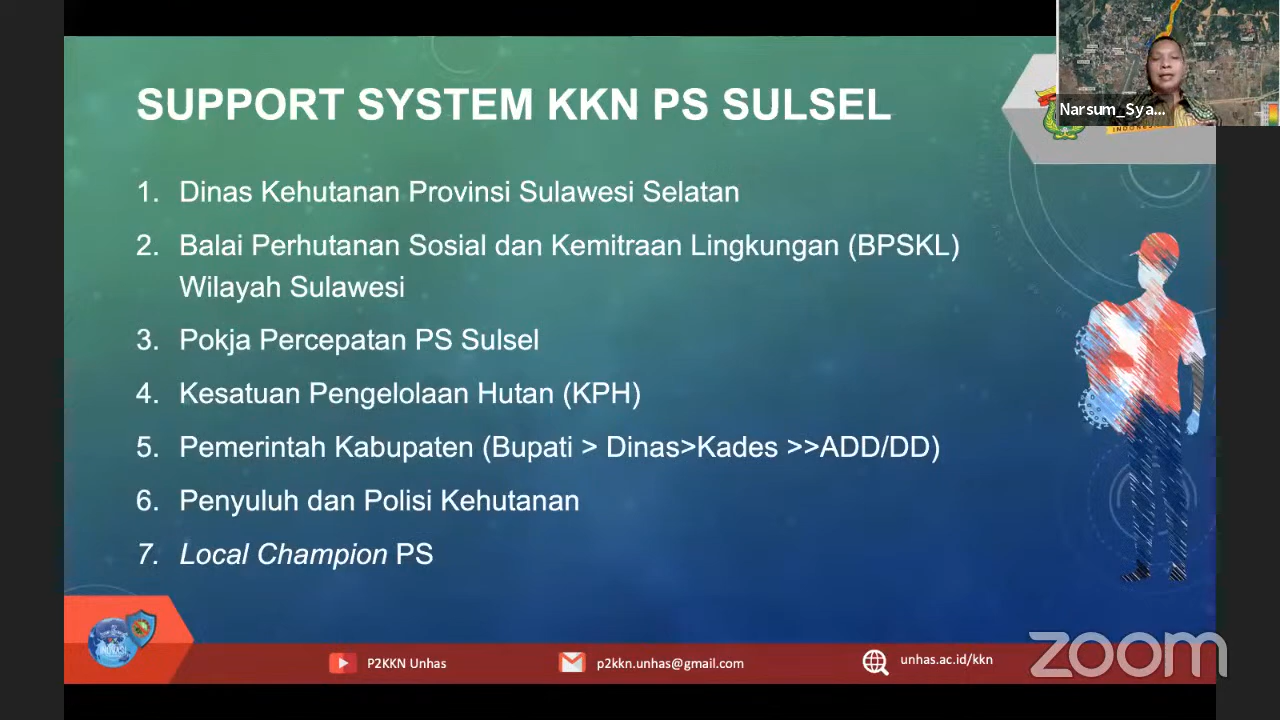 SUPPORT SYSTEM KKN PS SULSEL
Narsum_Sya...
1. Dinas Kehutanan Provinsi Sulawesi Selatan
2. Balai Perhutanan Sosial dan Kemitraan Lingkungan (BPSKL)
Wilayah Sulawesi
3. Pokja Percepatan PS Sulsel
4. Kesatuan Pengelolaan Hutan (KPH)
5. Pemerintah Kabupaten (Bupati > Dinas>Kades >>ADD/DD)
6. Penyuluh dan Polisi Kehutanan
7. Local Champion PS
P2KKN Unhas
p2kkn.unhas@gmail.com
unhas.ac.id/kkn
zoom